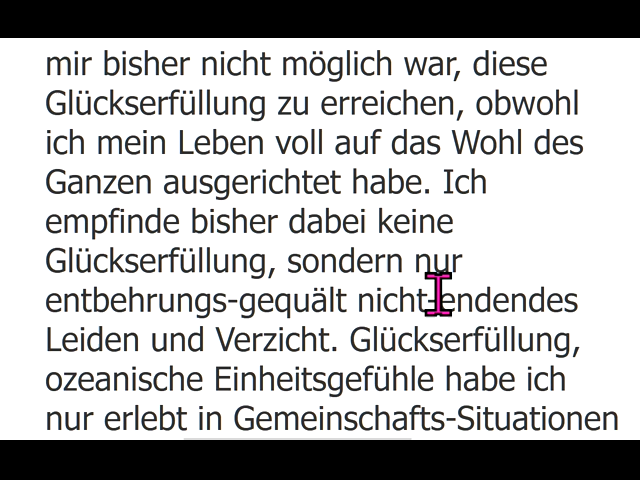 mir bisher nicht möglich war, diese
Glückserfüllung zu erreichen, obwohl
ich mein Leben voll auf das Wohl des
Ganzen ausgerichtet habe. Ich
empfinde bisher dabei keine
Glückserfüllung, sondern nur
entbehrungs-gequält nicht-endendes
Leiden und Verzicht. Glückserfüllung,
ozeanische Einheitsgefühle habe ich
nur erlebt in Gemeinschafts-Situationen